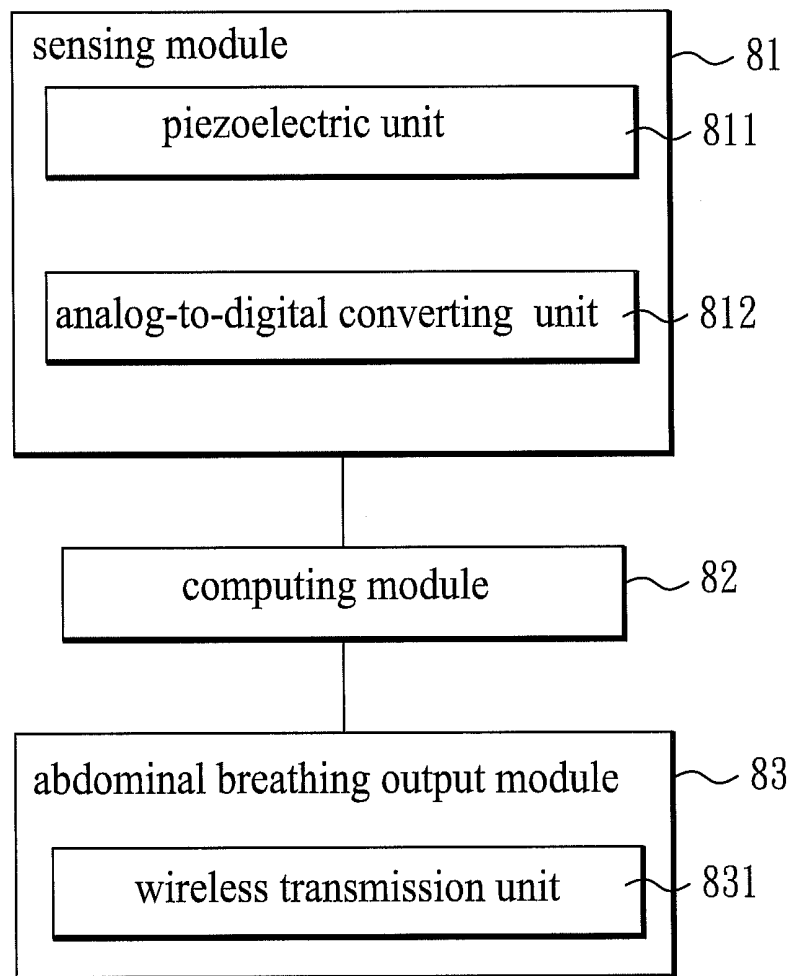 sensing module
81
piezoelectric unit
811
analog-to-digital converting unit
812
computing module
82
abdominal breathing output module
83
wireless transmission unit
831